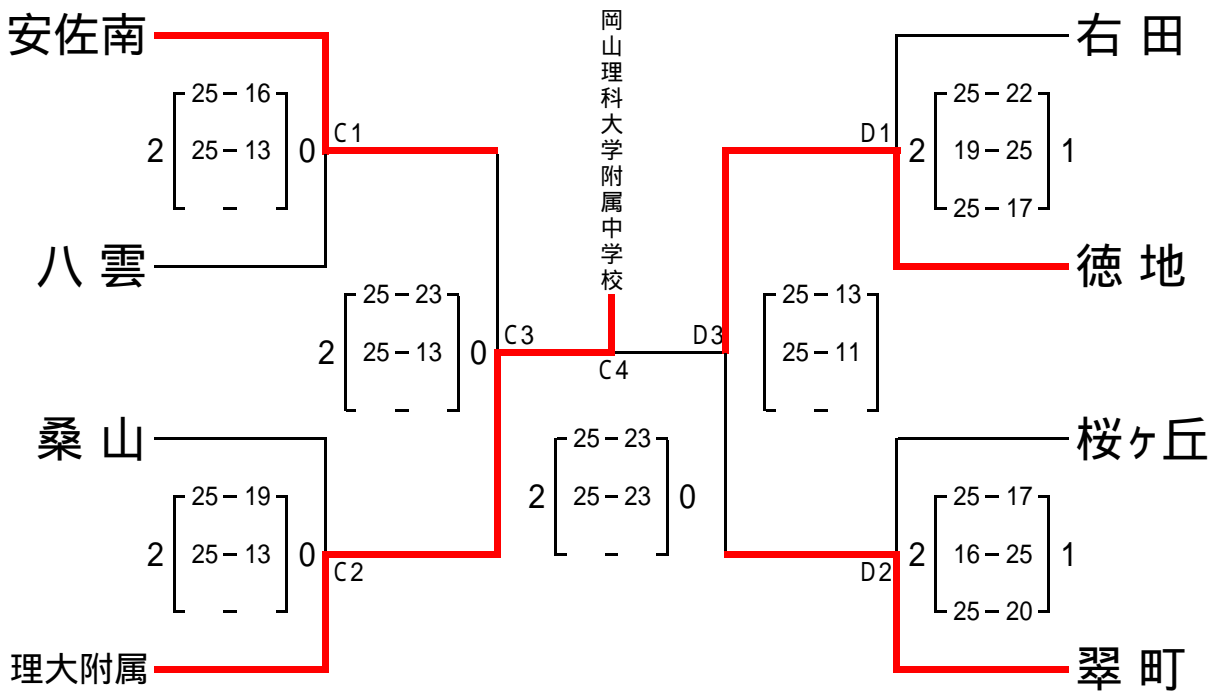 安佐南
25 - 16
2 25 - 13 0
-
C1
八雲
25 - 23
2 25 - 13 0
-
C3
桑山
25 - 19
2 25 - 13 0
-
C2
理大附属
岡山理科大学附属中学校
C4
25 - 23
2 25 - 23 0
-
右田
D1
25 - 22
2 19 - 25 1
25 - 17
徳地
D3
25 - 13
25 - 11
-
桜ヶ丘
25 - 17
2 16 - 25 1
25 - 20
D2
翠町